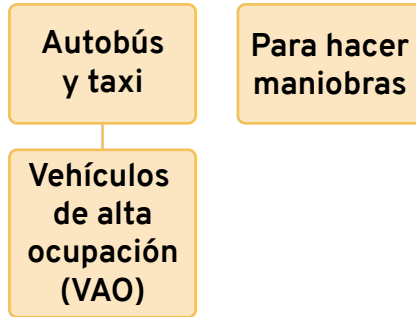 Autobús
y taxi
Para hacer
maniobras
Vehículos
de alta
ocupación
(VAO)